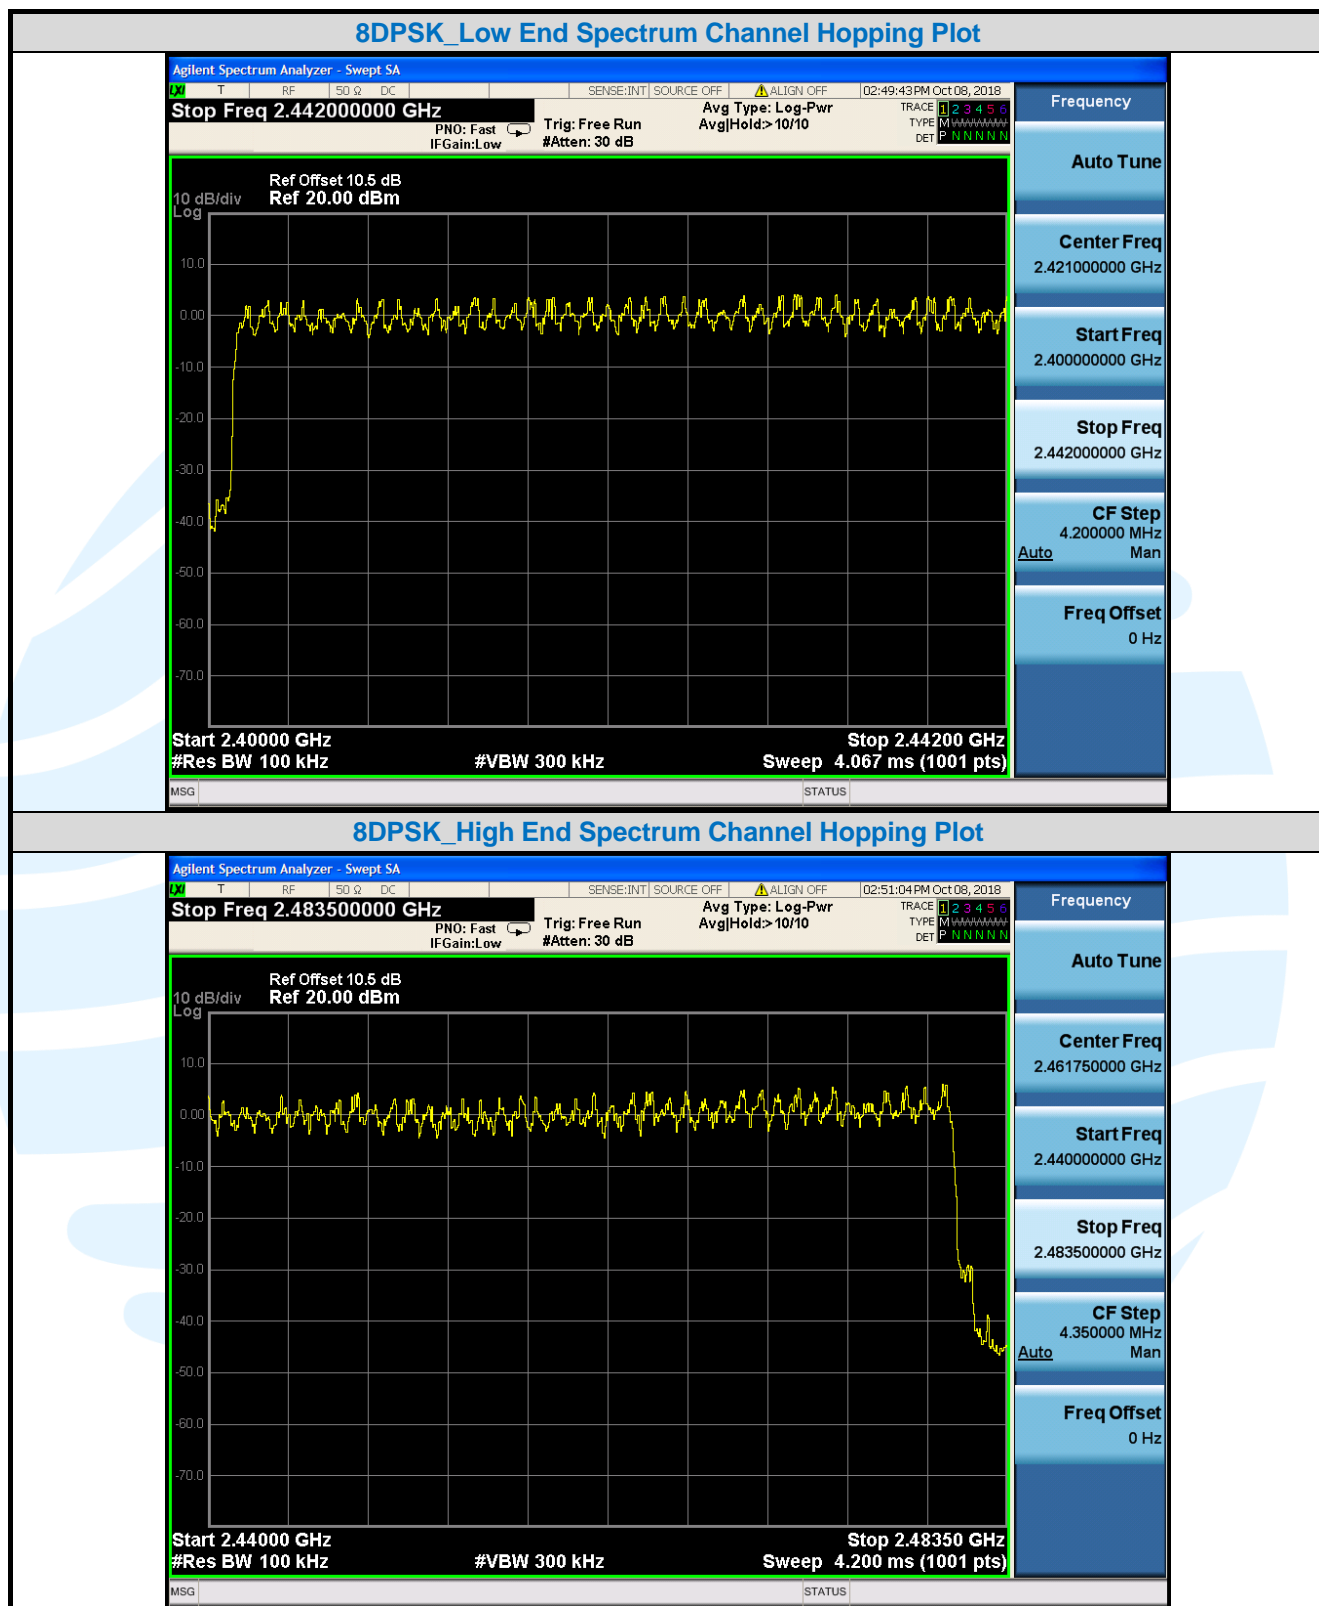 8DPSK_Low End Spectrum Channel Hopping Plot
Agilent Spectrum Analyzer - Swept SA
LXI T RF 50 Ω DC SENSE:INT SOURCE OFF ALIGN OFF 02:49:43 PM Oct 08, 2018
Stop Freq 2.442000000 GHz
PNO: Fast
IFGain:Low
Trig: Free Run
#Atten: 30 dB
Avg Type: Log-Pwr
Avg|Hold:> 10/10
TRACE 1 2 3 4 5 6
TYPE M WWWWW
DET P N N N N N
Frequency
Auto Tune
Center Freq
2.421000000 GHz
Start Freq
2.400000000 GHz
Stop Freq
2.442000000 GHz
CF Step
4.200000 MHz
Auto Man
Freq Offset
0 Hz
Ref Offset 10.5 dB
10 dB/div Ref 20.00 dBm
Log
10.0
0.00
-10.0
-20.0
-30.0
-40.0
-50.0
-60.0
-70.0
Start 2.40000 GHz Stop 2.44200 GHz
#Res BW 100 kHz #VBW 300 kHz Sweep 4.067 ms (1001 pts)
MSG STATUS
8DPSK_High End Spectrum Channel Hopping Plot
Agilent Spectrum Analyzer - Swept SA
LXI T RF 50 Ω DC SENSE:INT SOURCE OFF ALIGN OFF 02:51:04 PM Oct 08, 2018
Stop Freq 2.483500000 GHz
PNO: Fast
IFGain:Low
Trig: Free Run
#Atten: 30 dB
Avg Type: Log-Pwr
Avg|Hold:> 10/10
TRACE 1 2 3 4 5 6
TYPE M WWWWW
DET P N N N N N
Frequency
Auto Tune
Center Freq
2.461750000 GHz
Start Freq
2.440000000 GHz
Stop Freq
2.483500000 GHz
CF Step
4.350000 MHz
Auto Man
Freq Offset
0 Hz
Ref Offset 10.5 dB
10 dB/div Ref 20.00 dBm
Log
10.0
0.00
-10.0
-20.0
-30.0
-40.0
-50.0
-60.0
-70.0
Start 2.44000 GHz Stop 2.48350 GHz
#Res BW 100 kHz #VBW 300 kHz Sweep 4.200 ms (1001 pts)
MSG STATUS